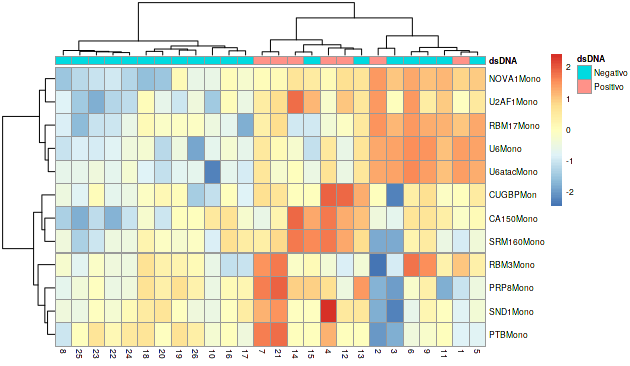 dsDNA
NOVA1Mono
U2AF1Mono
RBM17Mono
U6Mono
U6atacMono
CUGBPMon
CA150Mono
SRM160Mono
RBM3Mono
PRP8Mono
SND1Mono
PTBMono
8 25 23 22 24 18 20 19 26 10 16 17 7 21 14 15 4 12 13 2 3 6 9 11 1 5
2
1
0
-1
-2
dsDNA
Negativo
Positivo